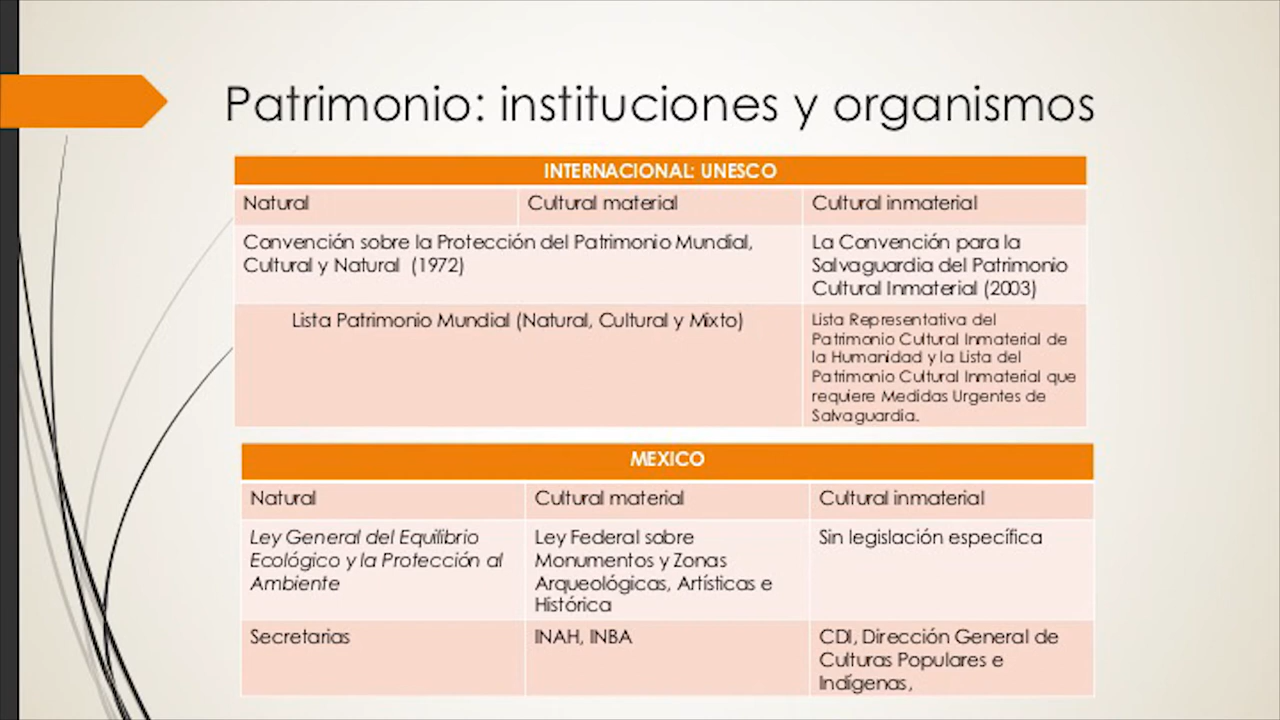 Patrimonio: instituciones y organismos
INTERNACIONAL: UNESCO
Natural
Cultural material
Cultural inmaterial
Convención sobre la Protección del Patrimonio Mundial,
Cultural y Natural (1972)
La Convención para la
Salvaguardia del Patrimonio
Cultural Inmaterial (2003)
Lista Patrimonio Mundial (Natural, Cultural y Mixto)
Lista Representativa del
Patrimonio Cultural Inmaterial de
la Humanidad y la Lista del
Patrimonio Cultural Inmaterial que
requiere Medidas Urgentes de
Salvaguardia.
MEXICO
Natural
Cultural material
Cultural inmaterial
Ley General del Equilibrio
Ecológico y la Protección al
Ambiente
Ley Federal sobre
Monumentos y Zonas
Arqueológicas, Artísticas e
Histórica
Sin legislación específica
Secretarias
INAH, INBA
CDI, Dirección General de
Culturas Populares e
Indígenas,